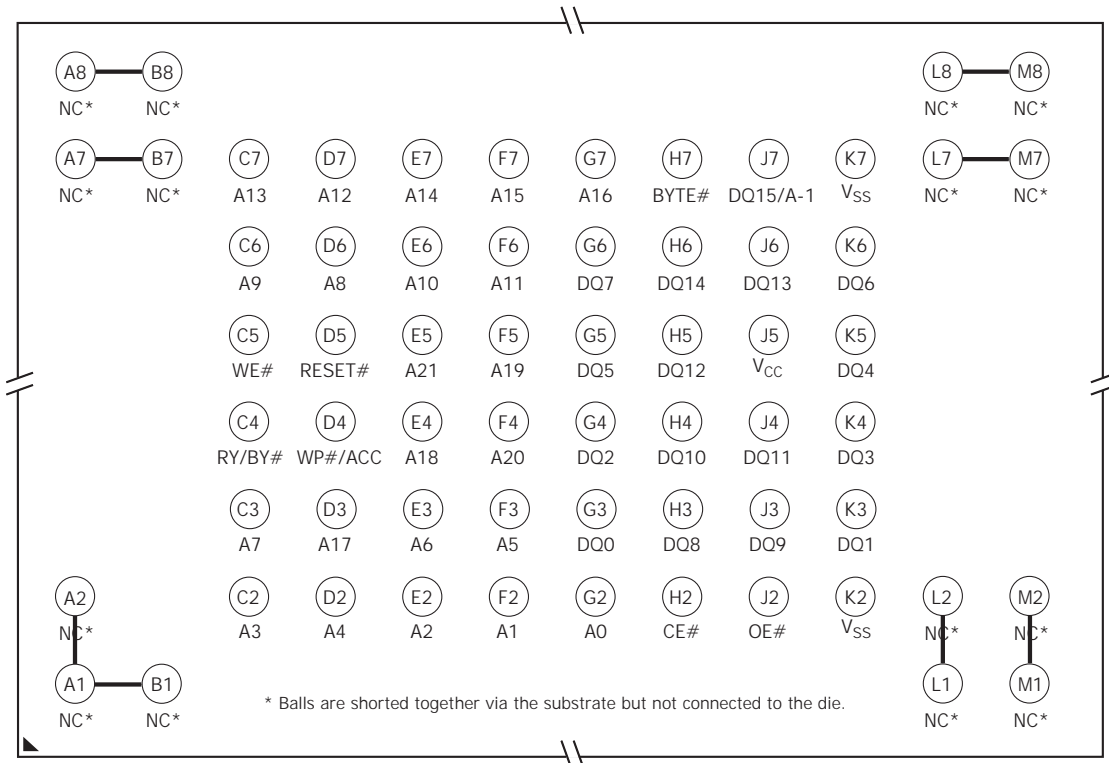 A8 B8 L8 M8
NC* NC* NC* NC*
A7 B7 C7 D7 E7 F7 G7 H7 J7 K7 L7 M7
NC* NC* A13 A12 A14 A15 A16 BYTE# DQ15/A-1 VSS NC* NC*
C6 D6 E6 F6 G6 H6 J6 K6
A9 A8 A10 A11 DQ7 DQ14 DQ13 DQ6
C5 D5 E5 F5 G5 H5 J5 K5
WE# RESET# A21 A19 DQ5 DQ12 VCC DQ4
C4 D4 E4 F4 G4 H4 J4 K4
RY/BY# WP#/ACC A18 A20 DQ2 DQ10 DQ11 DQ3
C3 D3 E3 F3 G3 H3 J3 K3
A7 A17 A6 A5 DQ0 DQ8 DQ9 DQ1
A2 C2 D2 E2 F2 G2 H2 J2 K2 L2 M2
NC* A3 A4 A2 A1 A0 CE# OE# VSS NC* NC*
A1 B1 L1 M1
NC* NC* NC* NC*
* Balls are shorted together via the substrate but not connected to the die.